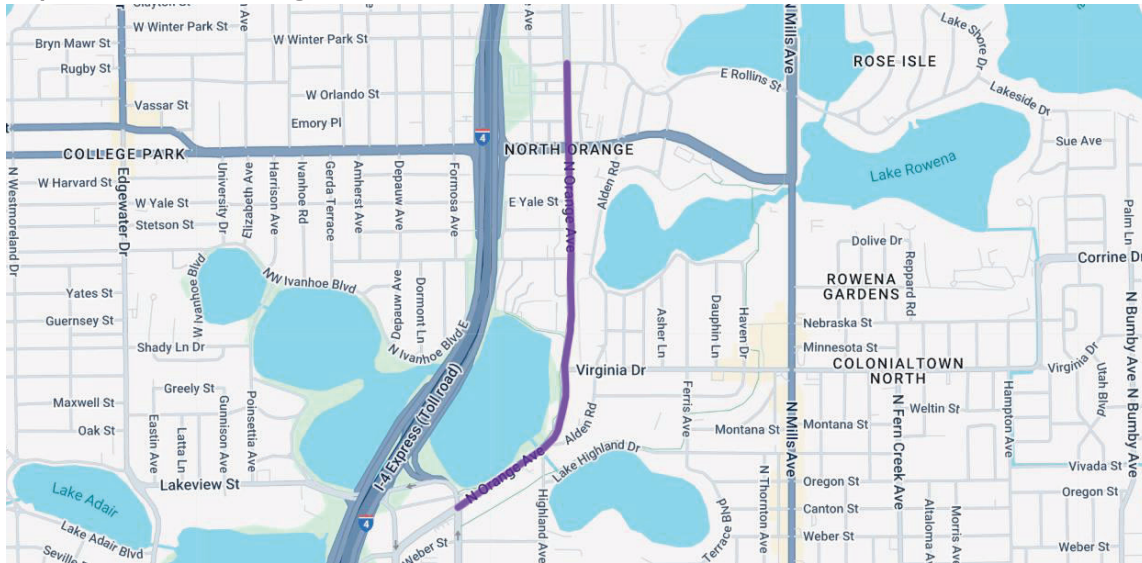 W Winter Park St
Bryn Mawr St
W Winter Park St
Rugby St
W Orlando St
Vassar St
Emory Pl
COLLEGE PARK
NORTH ORANGE
4
N Mills Ave
ROSE ISLE
E Rollins St
Lake Shore Dr
Lakeside Dr
Sue Ave
Lake Rowena
N Westmoreland Dr
W Harvard St
W Yale St
Stetson St
Edgewater Dr
University Dr
Elizabeth Ave
Harrison Ave
Ivanhoe Rd
Gerda Terrace
Amherst Ave
Depauw Ave
Formosa Ave
E Yale St
N Orange Ave
Alden Rd
Dolive Dr
Reppard Rd
ROWENA
GARDENS
Palm Ln
Corrine Dr
W Ivanhoe Blvd
NW Ivanhoe Blvd
Depauw Ave
Dormont Ln
N Ivanhoe Blvd E
Yates St
Guernsey St
Shady Ln Dr
Asher Ln
Dauphin Ln
Haven Dr
Nebraska St
Minnesota St
COLONIALTOWN
NORTH
Virginia Dr
Virginia Dr
Utah Blvd
N Bumby Ave
N Bumby Ave
Greely St
Maxwell St
Oak St
Eastin Ave
Latta Ln
Gunnison Ave
Poinsettia Ave
I-4 Express (Toll road)
Alden Rd
Ferris Ave
Montana St
N Mills Ave
Montana St
N Fern Creek Ave
Weltin St
Hampton Ave
Lakeview St
N Orange Ave
Lake Highland Dr
Highland Ave
Vivada St
Oregon St
Oregon St
Lake Adair
Lake Adair Blvd
4
Weber St
Terrace Blvd
N Thornton Ave
Canton St
Weber St
Altaloma Ave
Morris Ave
Weber St